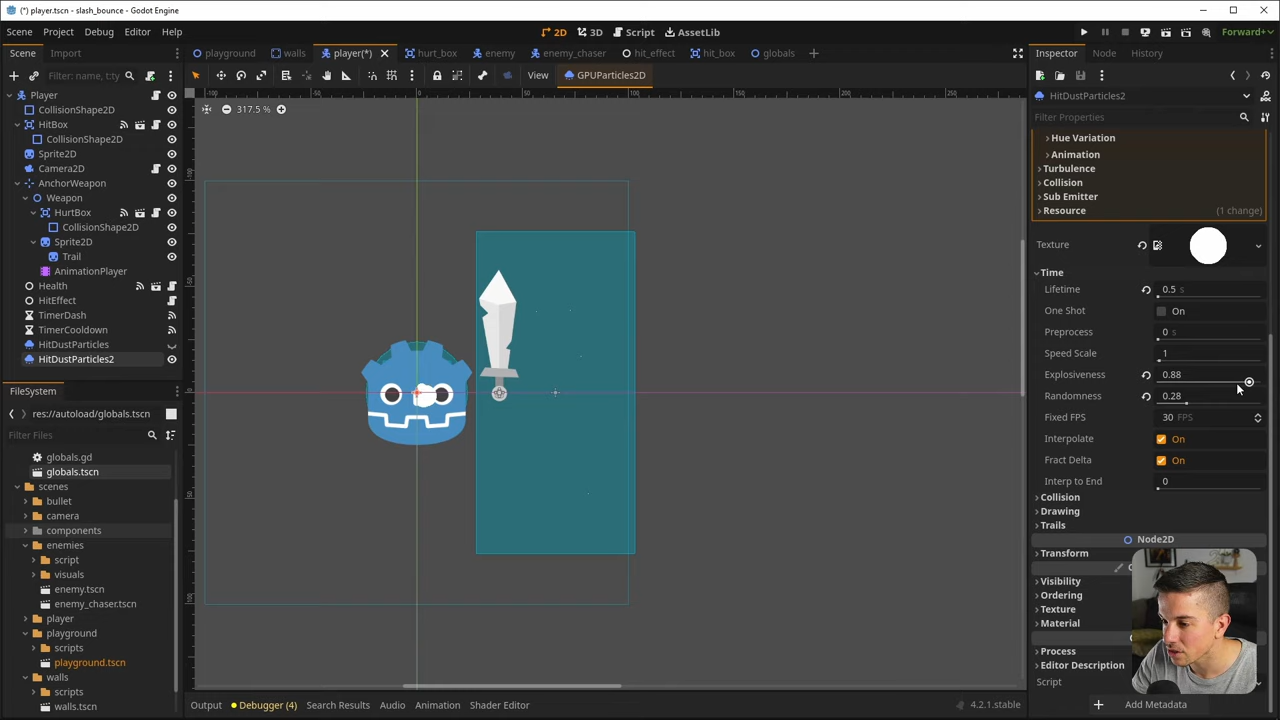 (*) player.tscn - slash_bounce - Godot Engine
Scene Project Debug Editor Help
2D 3D Script AssetLib
Forward+
Scene Import
playground walls player(*) hurt_box enemy enemy_chaser hit_effect hit_box globals
Inspector Node History
Filter: name, t:ty
View GPUParticles2D
HitDustParticles2
Filter Properties
Player
CollisionShape2D
HitBox
CollisionShape2D
Sprite2D
Camera2D
AnchorWeapon
Weapon
HurtBox
CollisionShape2D
Sprite2D
Trail
AnimationPlayer
Health
HitEffect
TimerDash
TimerCooldown
HitDustParticles
HitDustParticles2
FileSystem
res://autoload/globals.tscn
Filter Files
globals.gd
globals.tscn
scenes
bullet
camera
components
enemies
script
visuals
enemy.tscn
enemy_chaser.tscn
player
playground
scripts
playground.tscn
walls
scripts
walls.tscn
317.5 %
-100 -50 0 50 100 150 200 250
Hue Variation
Animation
Turbulence
Collision
Sub Emitter
Resource (1 change)
Texture
Time
Lifetime 0.5 s
One Shot On
Preprocess 0 s
Speed Scale 1
Explosiveness 0.88
Randomness 0.28
Fixed FPS 30 FPS
Interpolate On
Fract Delta On
Interp to End 0
Collision
Drawing
Trails
Node2D
Transform
Visibility
Ordering
Texture
Material
Process
Editor Description
Script
Add Metadata
Output Debugger (4) Search Results Audio Animation Shader Editor
4.2.1.stable